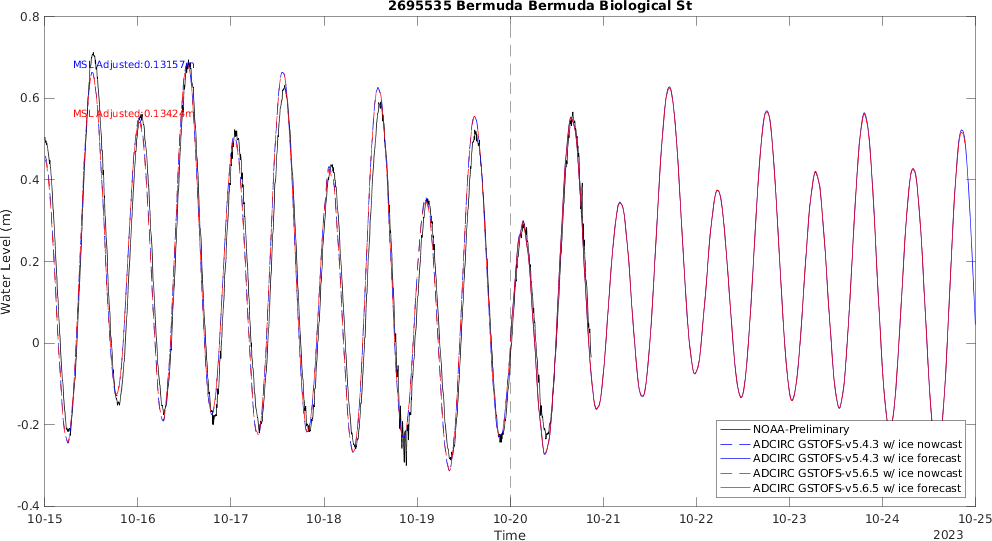 2695535 Bermuda Bermuda Biological St
0.8
0.6
0.4
0.2
0
-0.2
-0.4
Water Level (m)
MSL Adjusted:0.13157m
MSL Adjusted:0.13424m
NOAA-Preliminary
ADCIRC GSTOFS-v5.4.3 w/ ice nowcast
ADCIRC GSTOFS-v5.4.3 w/ ice forecast
ADCIRC GSTOFS-v5.6.5 w/ ice nowcast
ADCIRC GSTOFS-v5.6.5 w/ ice forecast
10-15 10-16 10-17 10-18 10-19 10-20 10-21 10-22 10-23 10-24 10-25
Time
2023